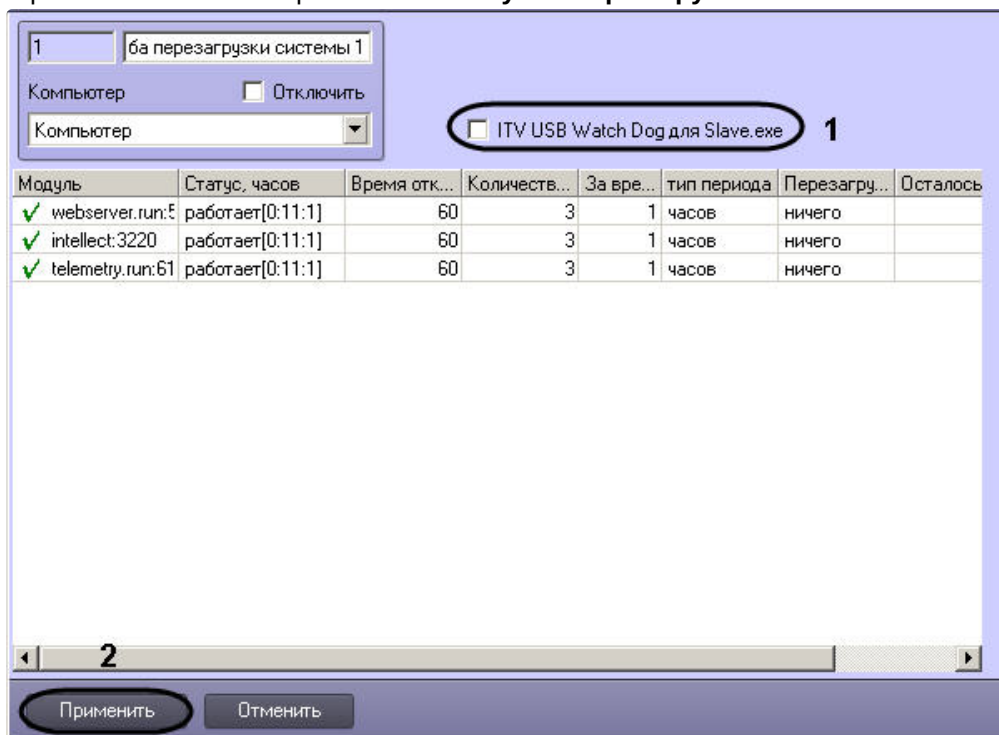 1 ба перезагрузки системы 1
Компьютер Отключить
Компьютер
ITV USB Watch Dog для Slave.exe 1
Модуль Статус, часов Время отк... Количеств... За вре... тип периода Перезагру... Осталось
webserver.run:5 работает[0:11:1] 60 3 1 часов ничего
intellect:3220 работает[0:11:1] 60 3 1 часов ничего
telemetry.run:61 работает[0:11:1] 60 3 1 часов ничего
2
Применить Отменить